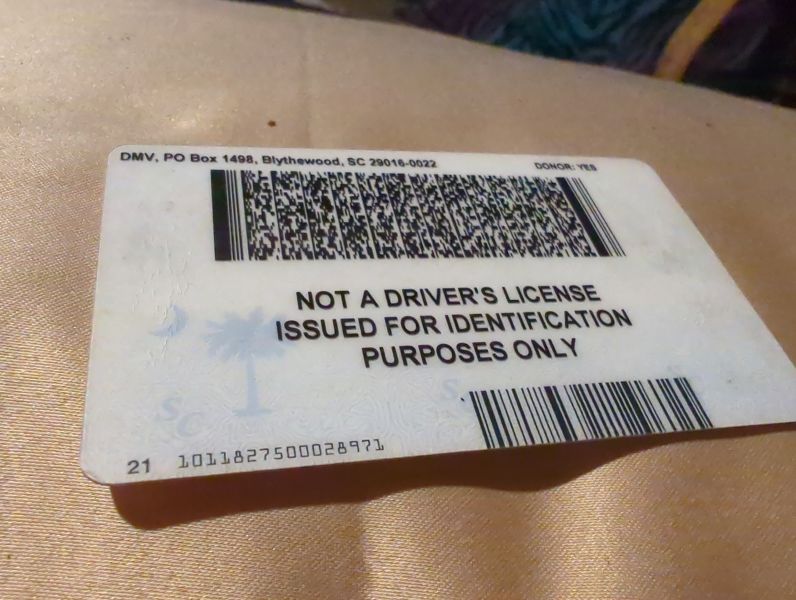 DMV, PO Box 1498, Blythewood, SC 29016-0022
DONOR: YES
NOT A DRIVER'S LICENSE
ISSUED FOR IDENTIFICATION
PURPOSES ONLY
SC
S
21 1011827500028971